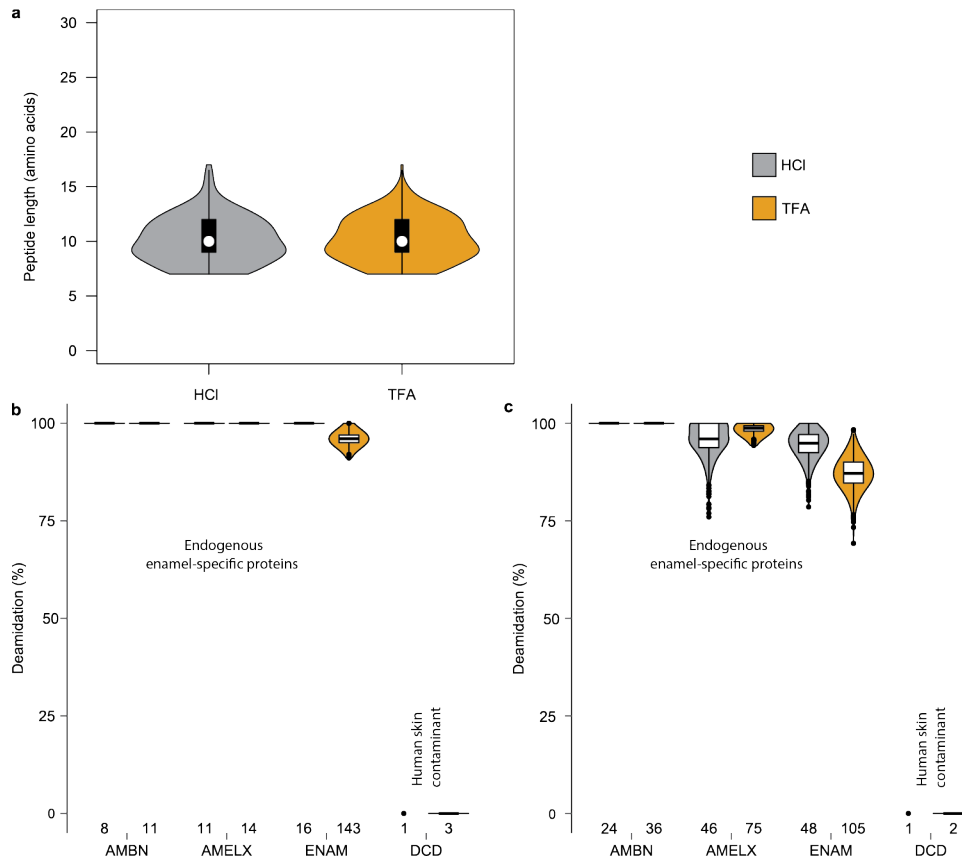 a
30
25
20
15
10
5
0
Peptide length (amino acids)
HCl
TFA
HCl
TFA
b
100
75
50
25
0
Deamidation (%)
Endogenous
enamel-specific proteins
Human skin
contaminant
8 11 11 14 16 143 1 3
AMBN AMELX ENAM DCD
c
100
75
50
25
0
Deamidation (%)
Endogenous
enamel-specific proteins
Human skin
contaminant
24 36 46 75 48 105 1 2
AMBN AMELX ENAM DCD